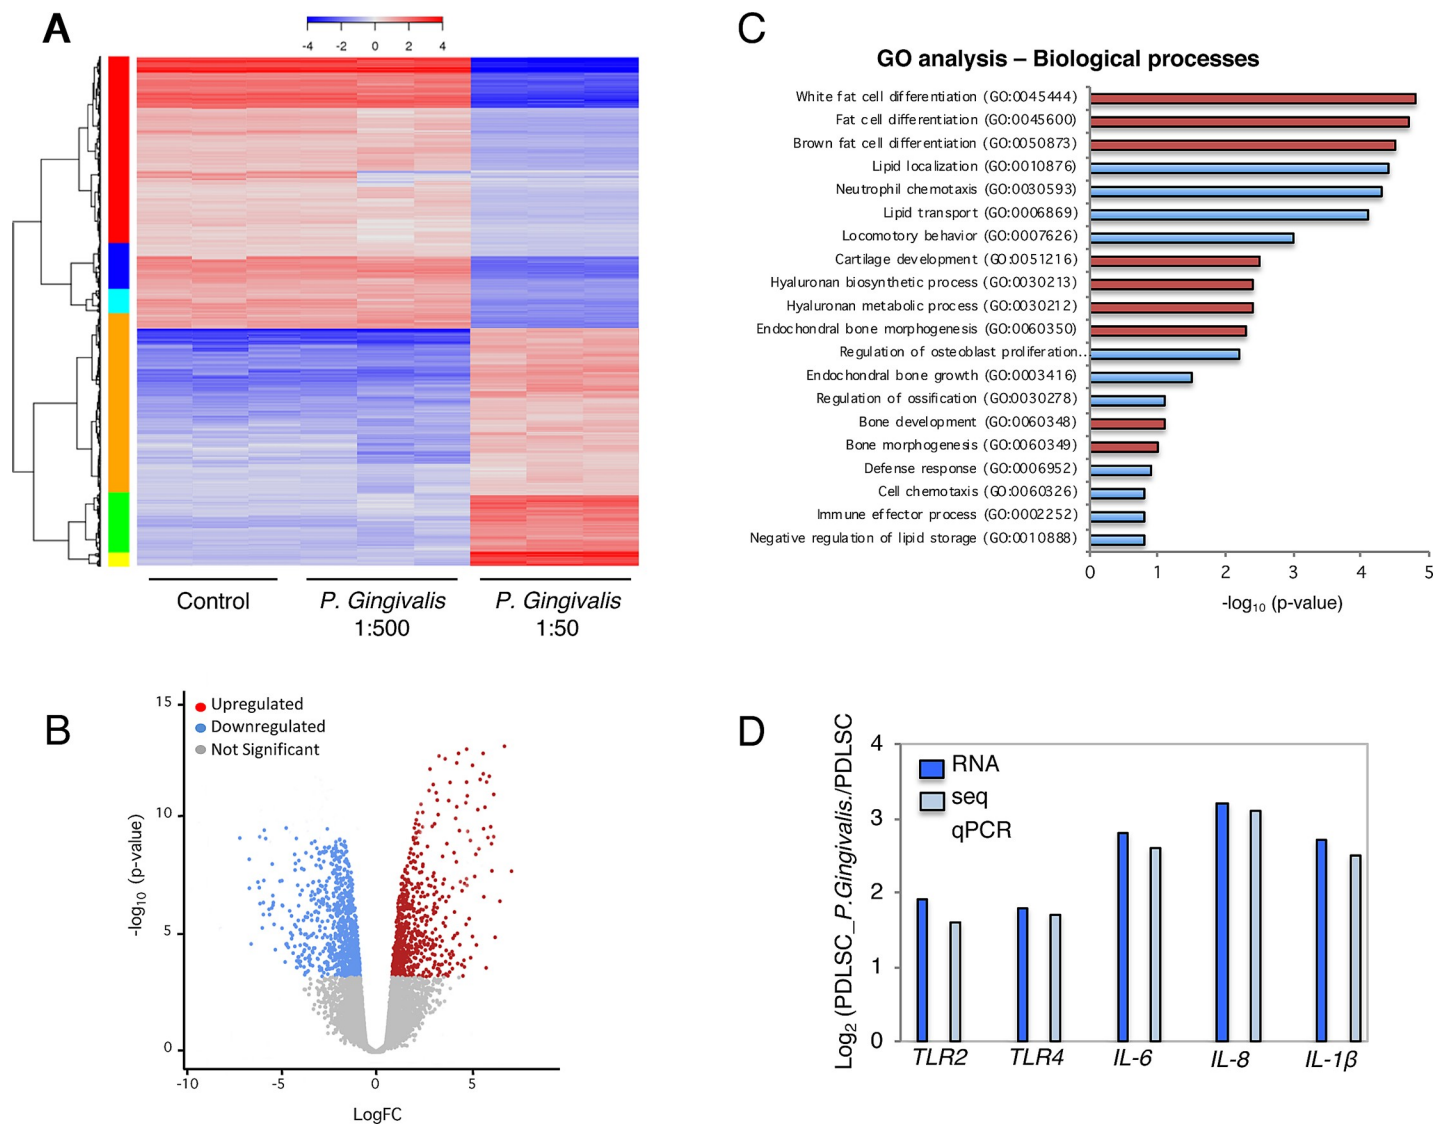 A
-4 -2 0 2 4
Control
P. Gingivalis
1:500
P. Gingivalis
1:50
C
GO analysis – Biological processes
White fat cell differentiation (GO:0045444)
Fat cell differentiation (GO:0045600)
Brown fat cell differentiation (GO:0050873)
Lipid localization (GO:0010876)
Neutrophil chemotaxis (GO:0030593)
Lipid transport (GO:0006869)
Locomotory behavior (GO:0007626)
Cartilage development (GO:0051216)
Hyaluronan biosynthetic process (GO:0030213)
Hyaluronan metabolic process (GO:0030212)
Endochondral bone morphogenesis (GO:0060350)
Regulation of osteoblast proliferation...
Endochondral bone growth (GO:0003416)
Regulation of ossification (GO:0030278)
Bone development (GO:0060348)
Bone morphogenesis (GO:0060349)
Defense response (GO:0006952)
Cell chemotaxis (GO:0060326)
Immune effector process (GO:0002252)
Negative regulation of lipid storage (GO:0010888)
0 1 2 3 4 5
-log10 (p-value)
B
Upregulated
Downregulated
Not Significant
15
10
5
0
-log10 (p-value)
-10 -5 0 5
LogFC
D
Log2 (PDLSC_P.Gingivalis./PDLSC
4
3
2
1
0
RNA
seq
qPCR
TLR2 TLR4 IL-6 IL-8 IL-1β